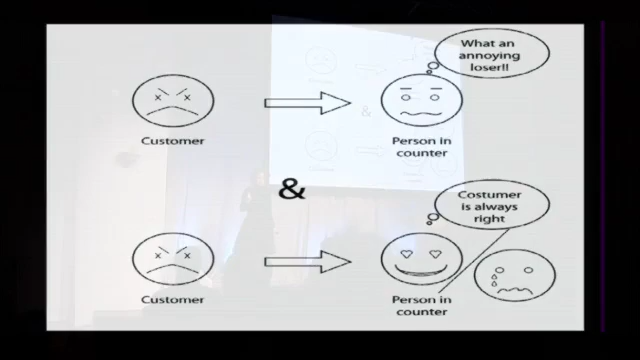 What an
annoying
loser!!
Customer
Person in
counter
&
Costumer
is always
right
Customer
Person in
counter